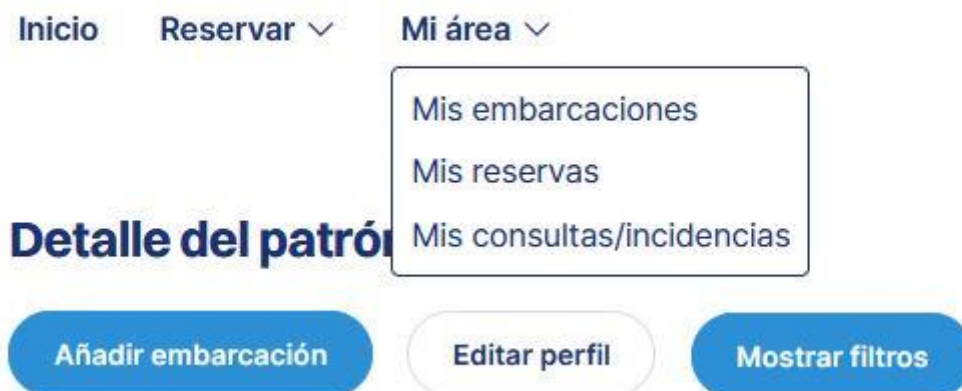 Inicio Reservar Mi área
Mis embarcaciones
Mis reservas
Detalle del patrón
Mis consultas/incidencias
Añadir embarcación Editar perfil Mostrar filtros